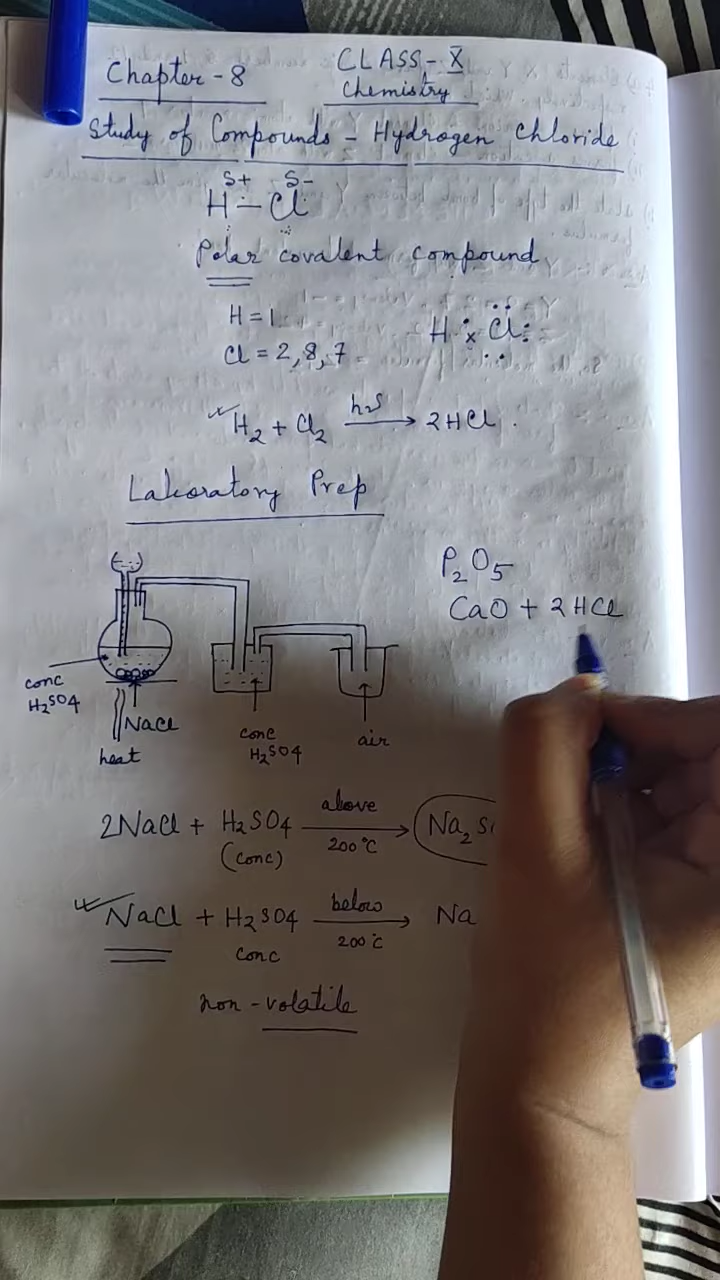 Chapter - 8
CLASS - X
Chemistry
Study of Compounds - Hydrogen Chloride
δ+ δ-
H - Cl
Polar covalent compound
H = 1
Cl = 2, 8, 7
H x Cl
H2 + Cl2 → 2HCl.
Laboratory Prep
P2O5
CaO + 2HCl
conc H2SO4
NaCl
heat
conc H2SO4
air
2NaCl + H2SO4 (conc) above 200°C → Na2
NaCl + H2SO4 conc below 200°C → Na
non-volatile